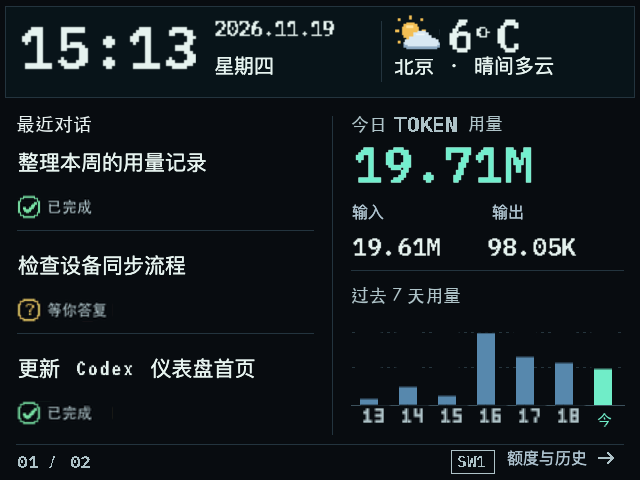 15:13
2026.11.19
星期四
6°C
北京 · 晴间多云
最近对话
整理本周的用量记录
已完成
检查设备同步流程
等你答复
更新 Codex 仪表盘首页
已完成
今日 TOKEN 用量
19.71M
输入 输出
19.61M 98.05K
过去 7 天用量
13 14 15 16 17 18 今
01 / 02
SW1 额度与历史 →